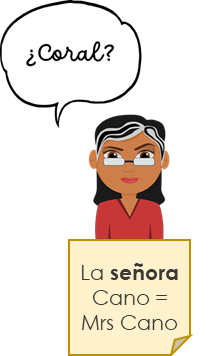 ¿Coral?
La señora
Cano =
Mrs Cano